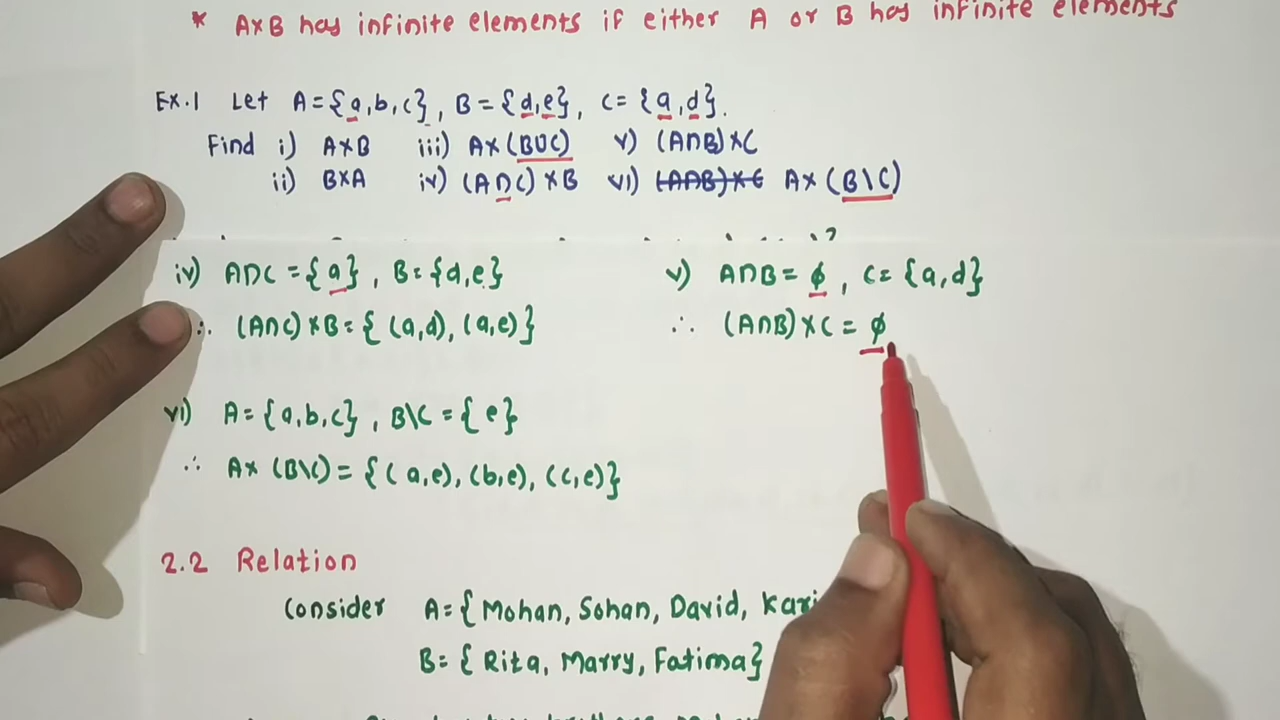 * A×B has infinite elements if either A or B has infinite elements
Ex.1 Let A={a,b,c}, B={d,e}, C={a,d}.
Find i) A×B iii) A×(B∪C) v) (A∩B)×C
ii) B×A iv) (A∩C)×B vi) (A∩B)×C A×(B\C)
iv) A∩C={a}, B={d,e}
∴ (A∩C)×B={(a,d),(a,e)}
v) A∩B=ϕ, C={a,d}
∴ (A∩B)×C=ϕ
vi) A={a,b,c}, B\C={e}
∴ A×(B\C)={(a,e),(b,e),(c,e)}
2.2 Relation
Consider A={Mohan, Sohan, David,
B={Rita, Marry, Fatima}